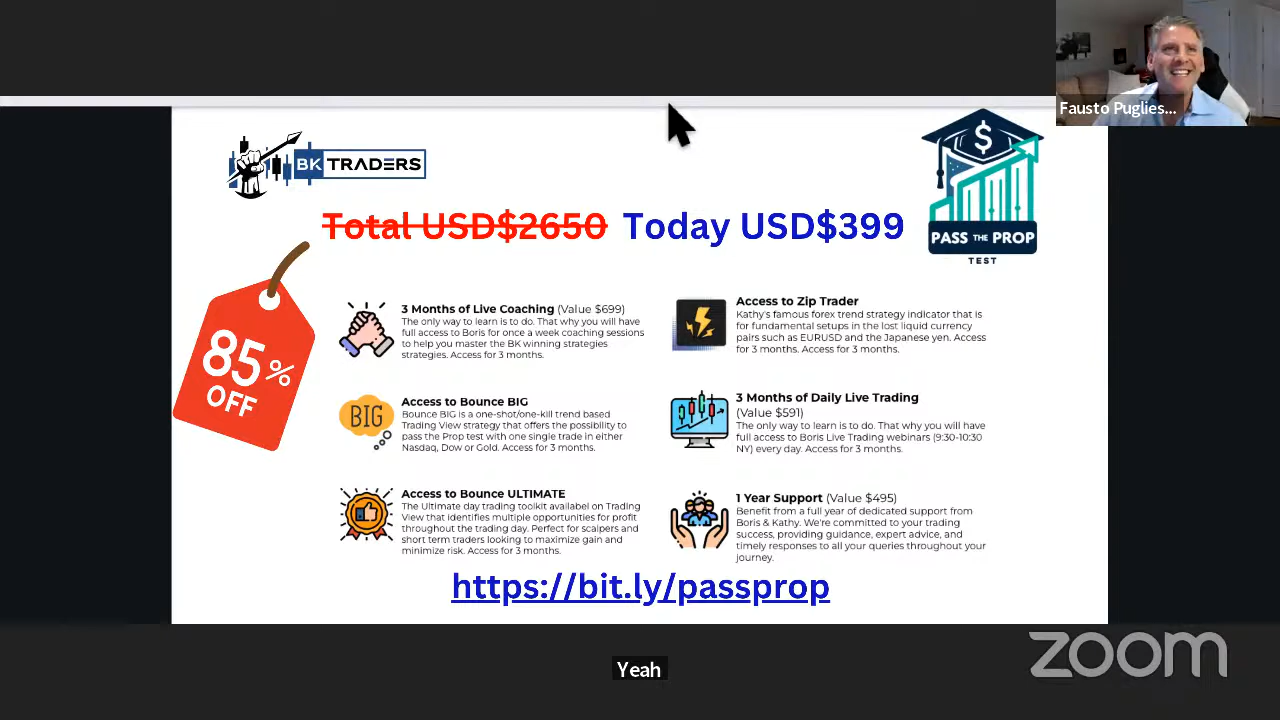 Fausto Puglies...
BK TRADERS
$
PASS THE PROP
TEST
Total USD$2650 Today USD$399
85%
OFF
3 Months of Live Coaching (Value $699)
The only way to learn is to do. That why you will have
full access to Boris for once a week coaching sessions
to help you master the BK winning strategies
strategies. Access for 3 months.
Access to Zip Trader
Kathy's famous forex trend strategy indicator that is
for fundamental setups in the lost liquid currency
pairs such as EURUSD and the Japanese yen. Access
for 3 months. Access for 3 months.
BIG
Access to Bounce BIG
Bounce BIG is a one-shot/one-kill trend based
Trading View strategy that offers the possibility to
pass the Prop test with one single trade in either
Nasdaq, Dow or Gold. Access for 3 months.
3 Months of Daily Live Trading
(Value $591)
The only way to learn is to do. That why you will have
full access to Boris Live Trading webinars (9:30-10:30
NY) every day. Access for 3 months.
Access to Bounce ULTIMATE
The Ultimate day trading toolkit availabel on Trading
View that identifies multiple opportunities for profit
throughout the trading day. Perfect for scalpers and
short term traders looking to maximize gain and
minimize risk. Access for 3 months.
1 Year Support (Value $495)
Benefit from a full year of dedicated support from
Boris & Kathy. We're committed to your trading
success, providing guidance, expert advice, and
timely responses to all your queries throughout your
journey.
https://bit.ly/passprop
Yeah
zoom